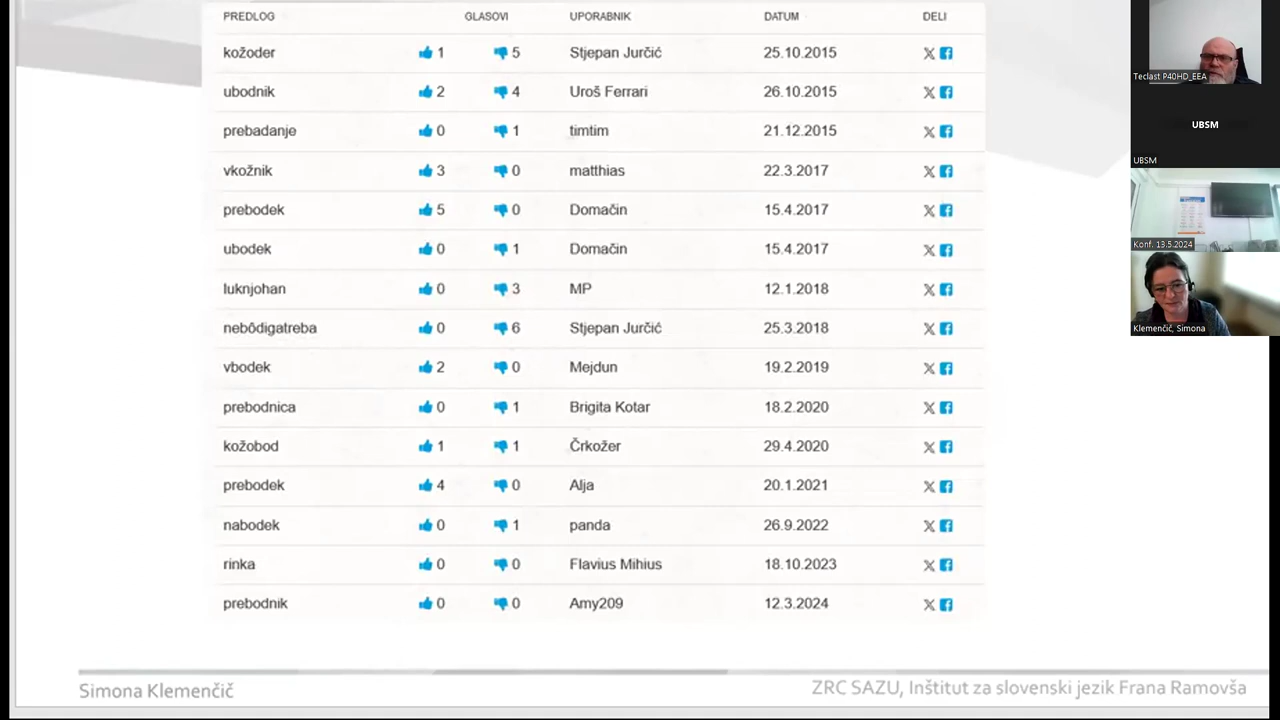 PREDLOG GLASOVI UPORABNIK DATUM DELI
kožoder 1 5 Stjepan Jurčić 25.10.2015
ubodnik 2 4 Uroš Ferrari 26.10.2015
prebadanje 0 1 timtim 21.12.2015
vkožnik 3 0 matthias 22.3.2017
prebodek 5 0 Domačin 15.4.2017
ubodek 0 1 Domačin 15.4.2017
luknjohan 0 3 MP 12.1.2018
nebôdigatreba 0 6 Stjepan Jurčić 25.3.2018
vbodek 2 0 Mejdun 19.2.2019
prebodnica 0 1 Brigita Kotar 18.2.2020
kožobod 1 1 Črkožer 29.4.2020
prebodek 4 0 Alja 20.1.2021
nabodek 0 1 panda 26.9.2022
rinka 0 0 Flavius Mihius 18.10.2023
prebodnik 0 0 Amy209 12.3.2024
Simona Klemenčič
ZRC SAZU, Inštitut za slovenski jezik Frana Ramovša
Teclast P40HD_EEA
UBSM
UBSM
Konf. 13.5.2024
Klemenčič, Simona